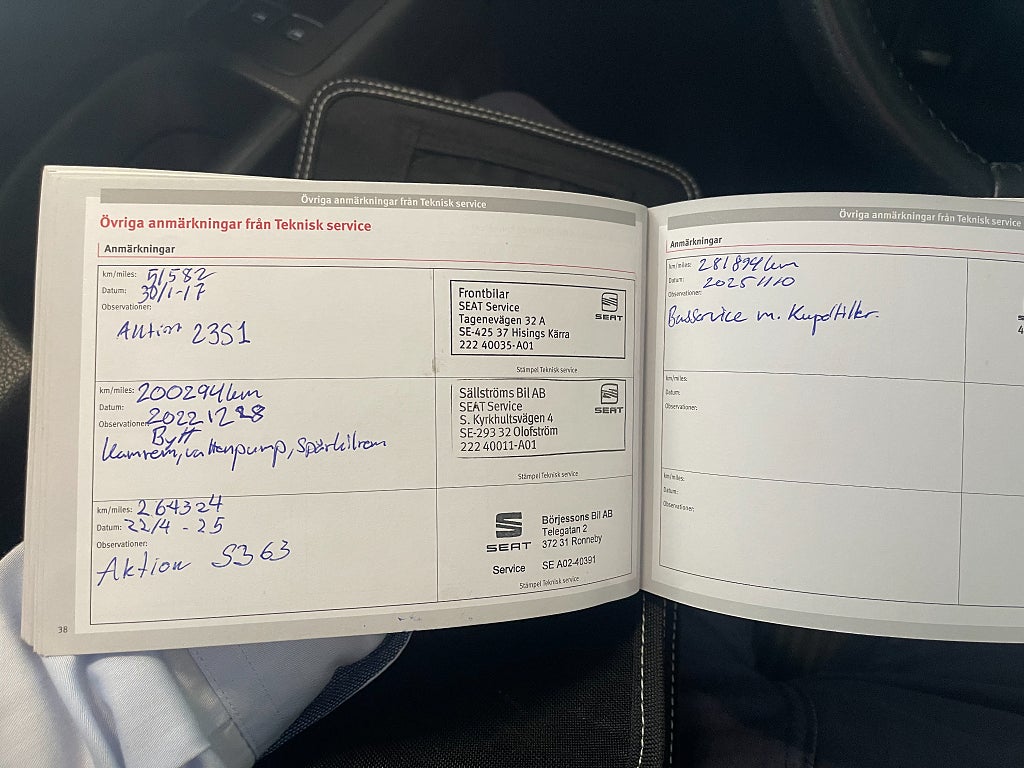 Övriga anmärkningar från Teknisk service
Övriga anmärkningar från Teknisk service
Anmärkningar
km/miles: 51582
Datum: 30/1-17
Observationer:
Aktion 23S1
Frontbilar
SEAT Service
Tagenevägen 32 A
SE-425 37 Hisings Kärra
222 40035-A01
SEAT
Stämpel Teknisk service
km/miles: 200294km
Datum: 20221228
Observationer:
Bytt
Kamrem, vattenpump, Spårkilrem
Sällströms Bil AB
SEAT Service
S. Kyrkhultsvägen 4
SE-293 32 Olofström
222 40011-A01
SEAT
Stämpel Teknisk service
km/miles: 264324
Datum: 22/4 - 25
Observationer:
Aktion S363
SEAT
Service
Börjessons Bil AB
Telegatan 2
372 31 Ronneby
SE A02-40391
Stämpel Teknisk service
38
Övriga anmärkningar från Teknisk service
Anmärkningar
km/miles: 281894km
Datum: 20251110
Observationer:
m. Kupefilter.
km/miles:
Datum:
Observationer:
km/miles:
Datum:
Observationer: